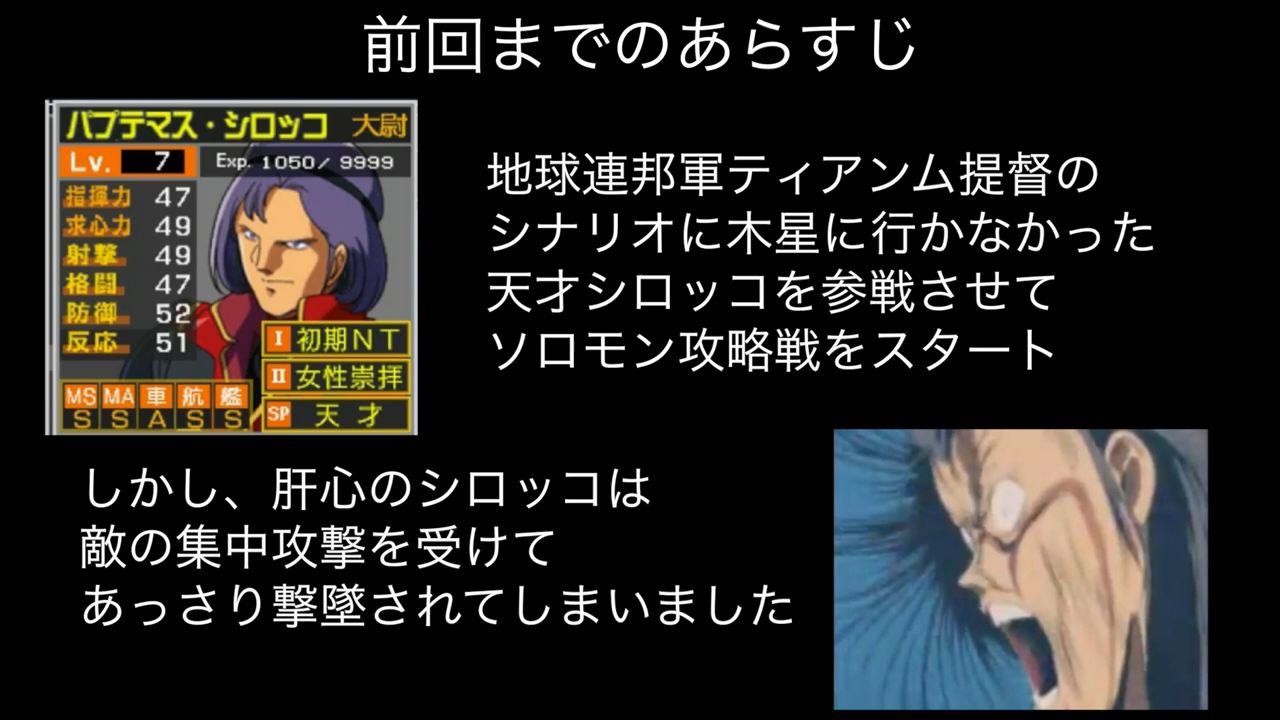 前回までのあらすじ
パプテマス・シロッコ 大尉
Lv. 7 Exp. 1050/ 9999
指揮力 47
求心力 49
射撃 49
格闘 47
防御 52
反応 51
I 初期NT
II 女性崇拝
SP 天才
MS MA 車 航 艦
S S A S S
地球連邦軍ティアンム提督の
シナリオに木星に行かなかった
天才シロッコを参戦させて
ソロモン攻略戦をスタート
しかし、肝心のシロッコは
敵の集中攻撃を受けて
あっさり撃墜されてしまいました